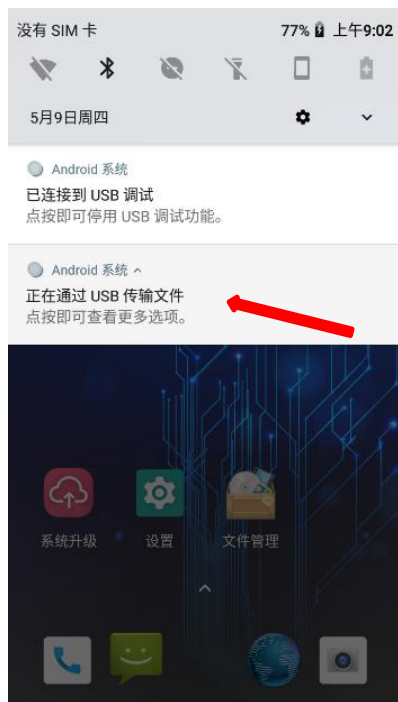 没有 SIM 卡
77% 上午9:02
5月9日周四
Android 系统
已连接到 USB 调试
点按即可停用 USB 调试功能。
Android 系统
正在通过 USB 传输文件
点按即可查看更多选项。
系统升级 设置 文件管理